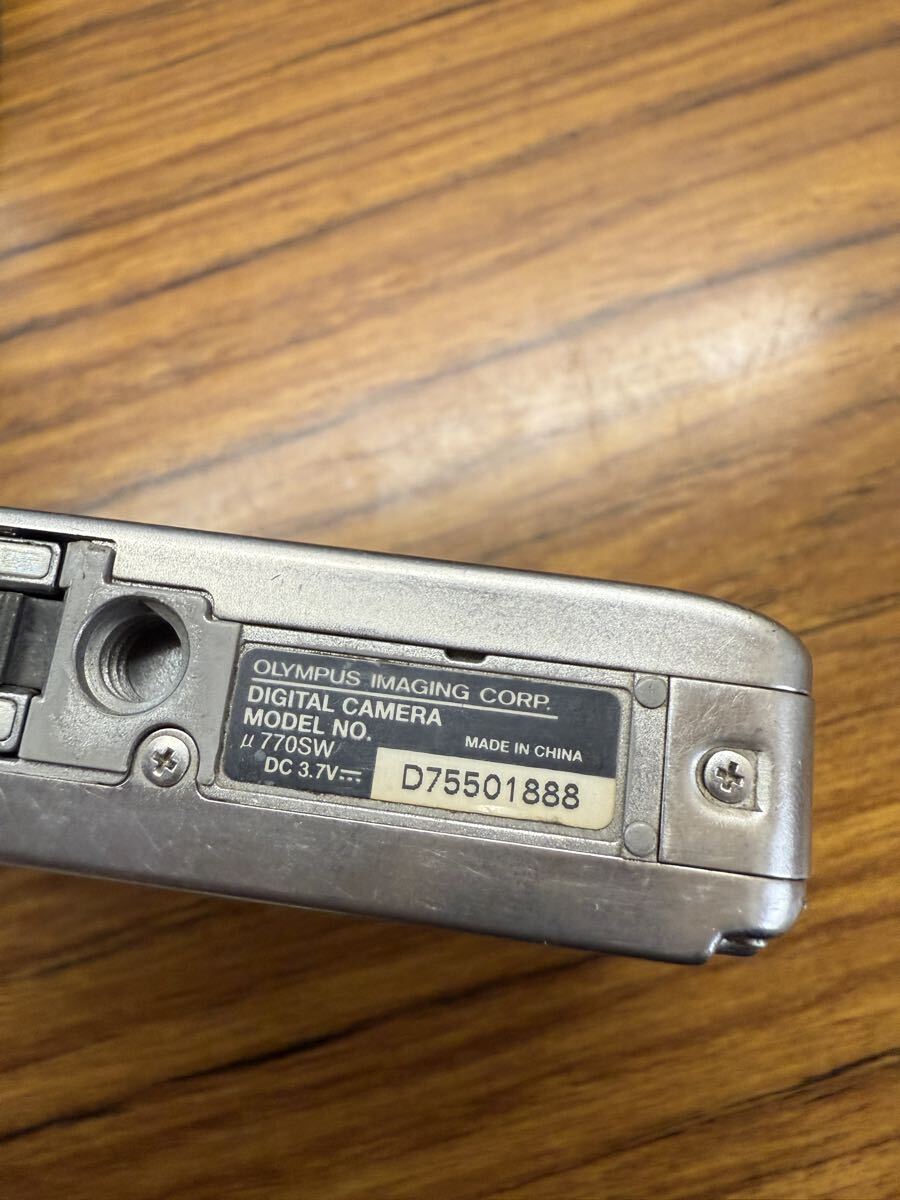 OLYMPUS IMAGING CORP.
DIGITAL CAMERA
MODEL NO.
μ 770SW
MADE IN CHINA
DC 3.7V⎓
D75501888